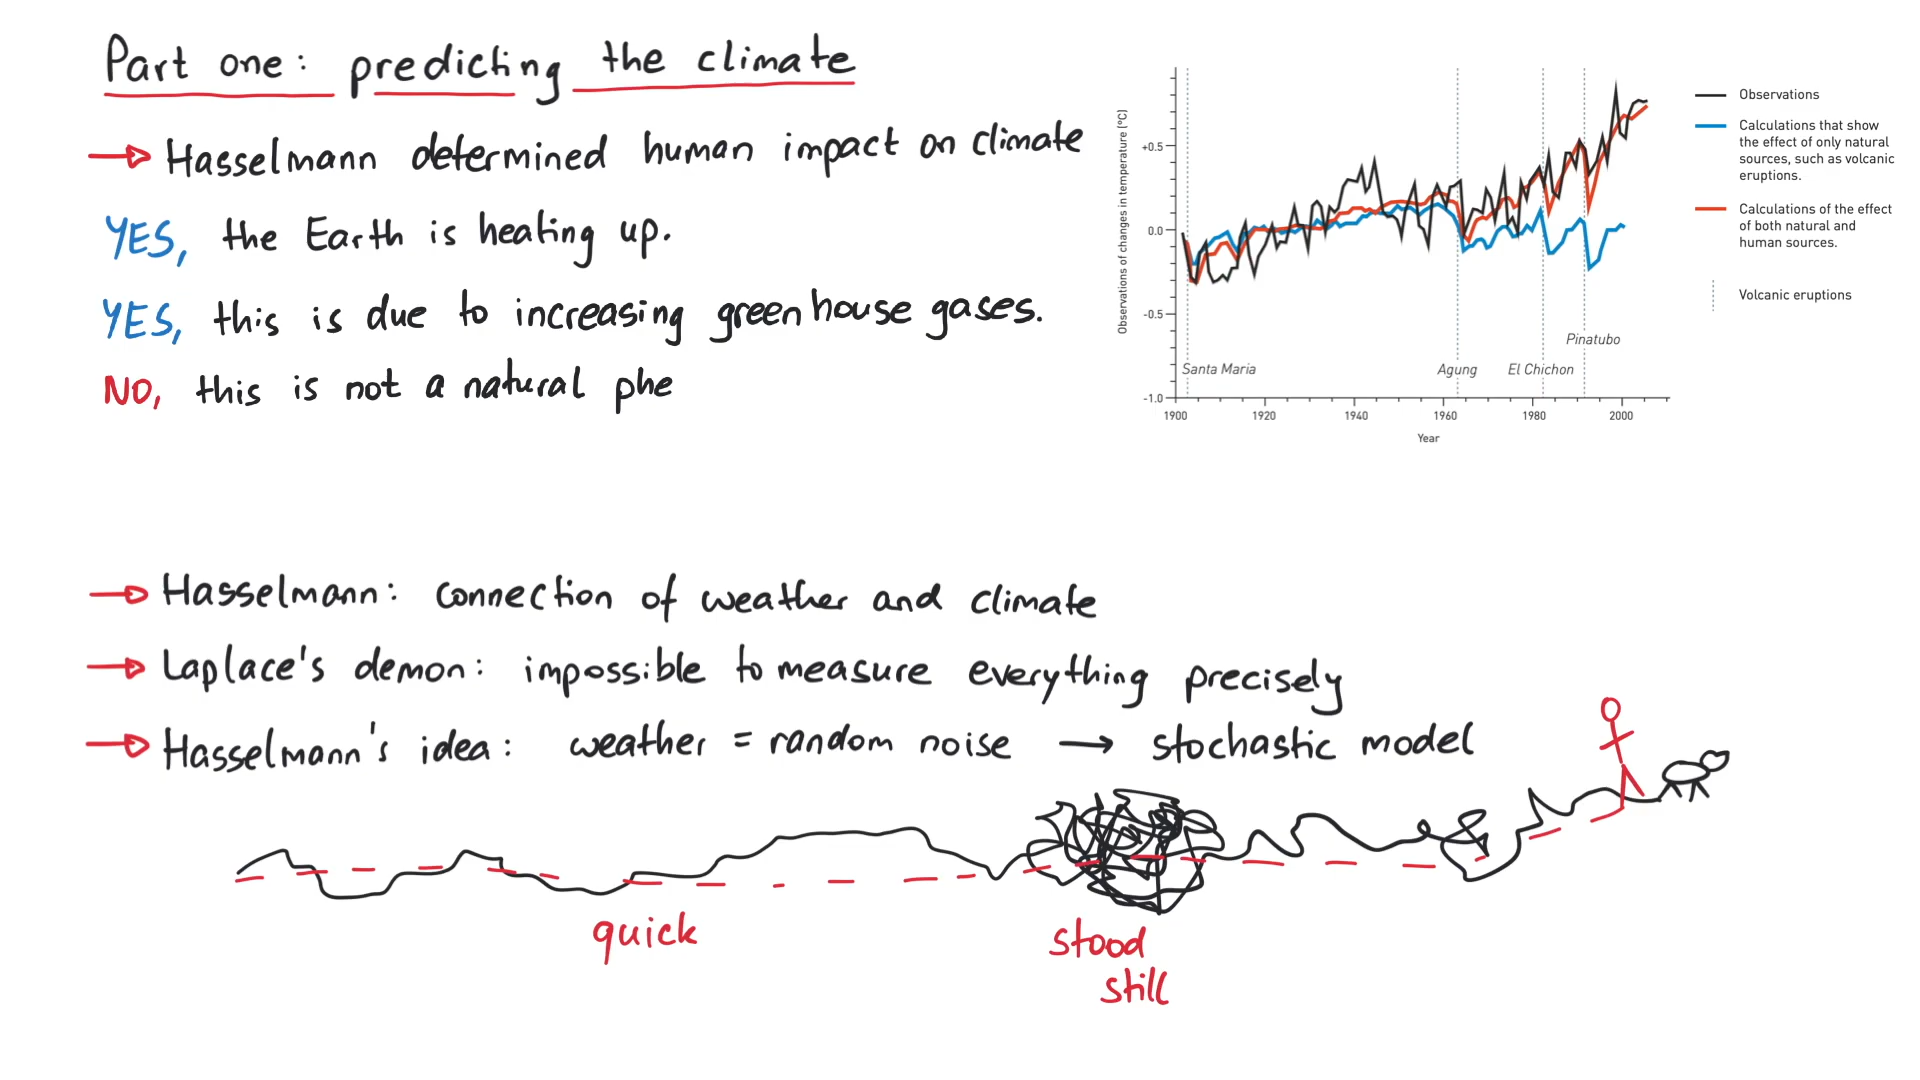 Part one: predicting the climate
Hasselmann determined human impact on climate
YES, the Earth is heating up.
YES, this is due to increasing greenhouse gases.
NO, this is not a natural phe
Observations of changes in temperature (°C)
+0.5
0.0
-0.5
-1.0
1900 1920 1940 1960 1980 2000
Year
Santa Maria
Agung
El Chichon
Pinatubo
Observations
Calculations that show
the effect of only natural
sources, such as volcanic
eruptions.
Calculations of the effect
of both natural and
human sources.
Volcanic eruptions
Hasselmann: connection of weather and climate
Laplace's demon: impossible to measure everything precisely
Hasselmann's idea: weather = random noise → stochastic model
quick
stood
still